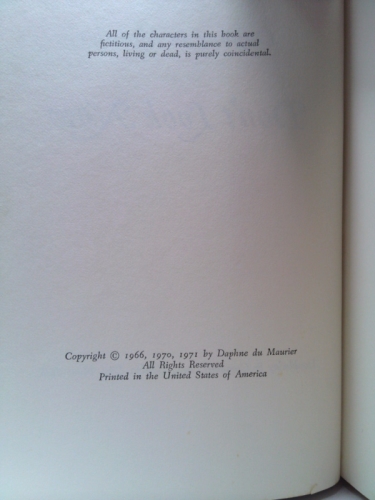 All of the characters in this book are
fictitious, and any resemblance to actual
persons, living or dead, is purely coincidental.
Copyright © 1966, 1970, 1971 by Daphne du Maurier
All Rights Reserved
Printed in the United States of America